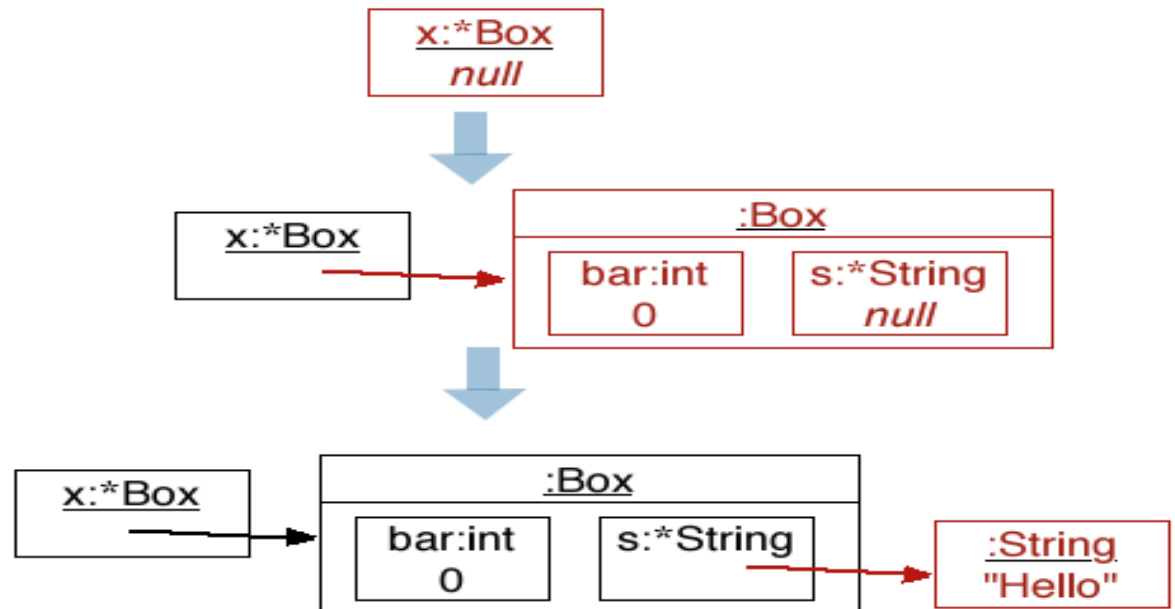 x:*Box
null
x:*Box
:Box
bar:int
0
s:*String
null
x:*Box
:Box
bar:int
0
s:*String
:String
"Hello"